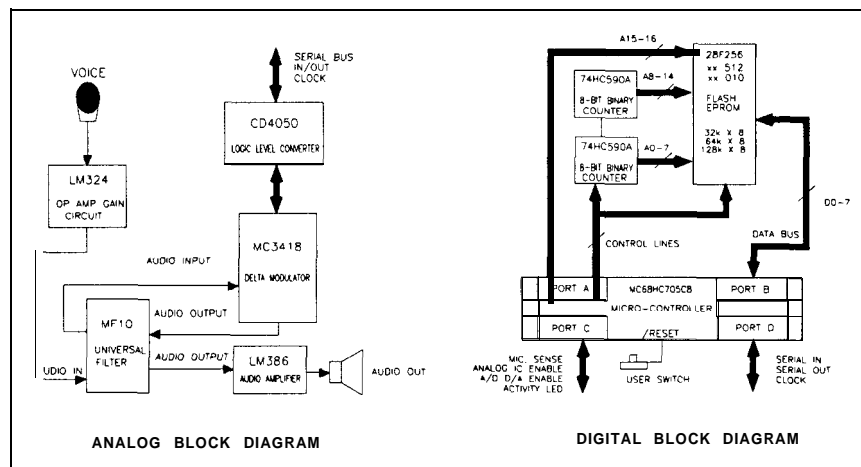 VOICE
SERIAL BUS
IN/OUT
CLOCK
CD4050
LOGIC LEVEL CONVERTER
LM324
OP AMP GAIN
CIRCUIT
MC3418
DELTA MODULATOR
AUDIO INPUT
AUDIO OUTPUT
MF10
UNIVERSAL
FILTER
AUDIO OUTPUT
LM386
AUDIO AMPLIFIER
AUDIO OUT
UDIO IN
ANALOG BLOCK DIAGRAM
A15-16
28F256
xx 512
xx 010
FLASH
EPROM
32k X 8
64k X 8
128k X 8
74HC590A
8-BIT BINARY
COUNTER
A8-14
74HC590A
8-BIT BINARY
COUNTER
A0-7
D0-7
DATA BUS
CONTROL LINES
PORT A
MC68HC705C8
PORT B
MICRO-CONTROLLER
PORT C
/RESET
PORT D
MIC. SENSE
ANALOG IC ENABLE
A/D D/A ENABLE
ACTIVITY LED
USER SWITCH
SERIAL IN
SERIAL OUT
CLOCK
DIGITAL BLOCK DIAGRAM